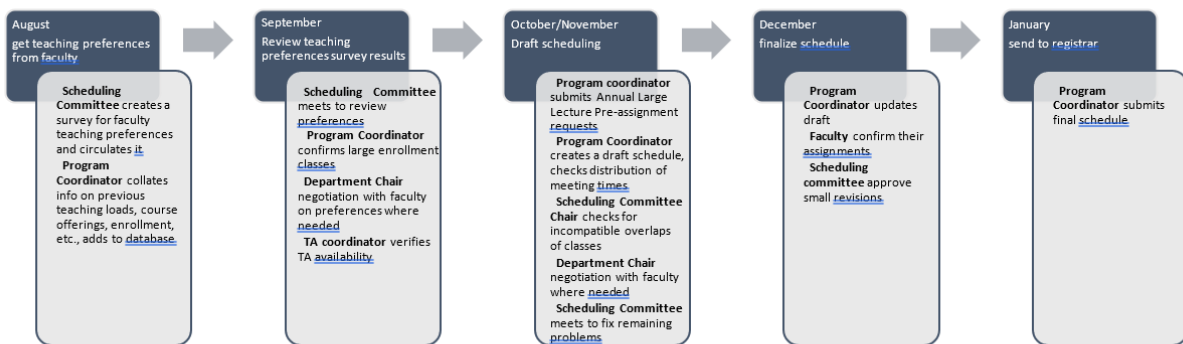 August
get teaching preferences
from faculty
Scheduling
Committee creates a
survey for faculty
teaching preferences
and circulates it
Program
Coordinator collates
info on previous
teaching loads, course
offerings, enrollment,
etc., adds to database
September
Review teaching
preferences survey results
Scheduling Committee
meets to review
preferences
Program Coordinator
confirms large enrollment
classes
Department Chair
negotiation with faculty
on preferences where
needed
TA coordinator verifies
TA availability
October/November
Draft scheduling
Program coordinator
submits Annual Large
Lecture Pre-assignment
requests
Program Coordinator
creates a draft schedule,
checks distribution of
meeting times
Scheduling Committee
Chair checks for
incompatible overlaps
of classes
Department Chair
negotiation with faculty
where needed
Scheduling Committee
meets to fix remaining
problems
December
finalize schedule
Program
Coordinator updates
draft
Faculty confirm their
assignments
Scheduling
committee approve
small revisions
January
send to registrar
Program
Coordinator submits
final schedule